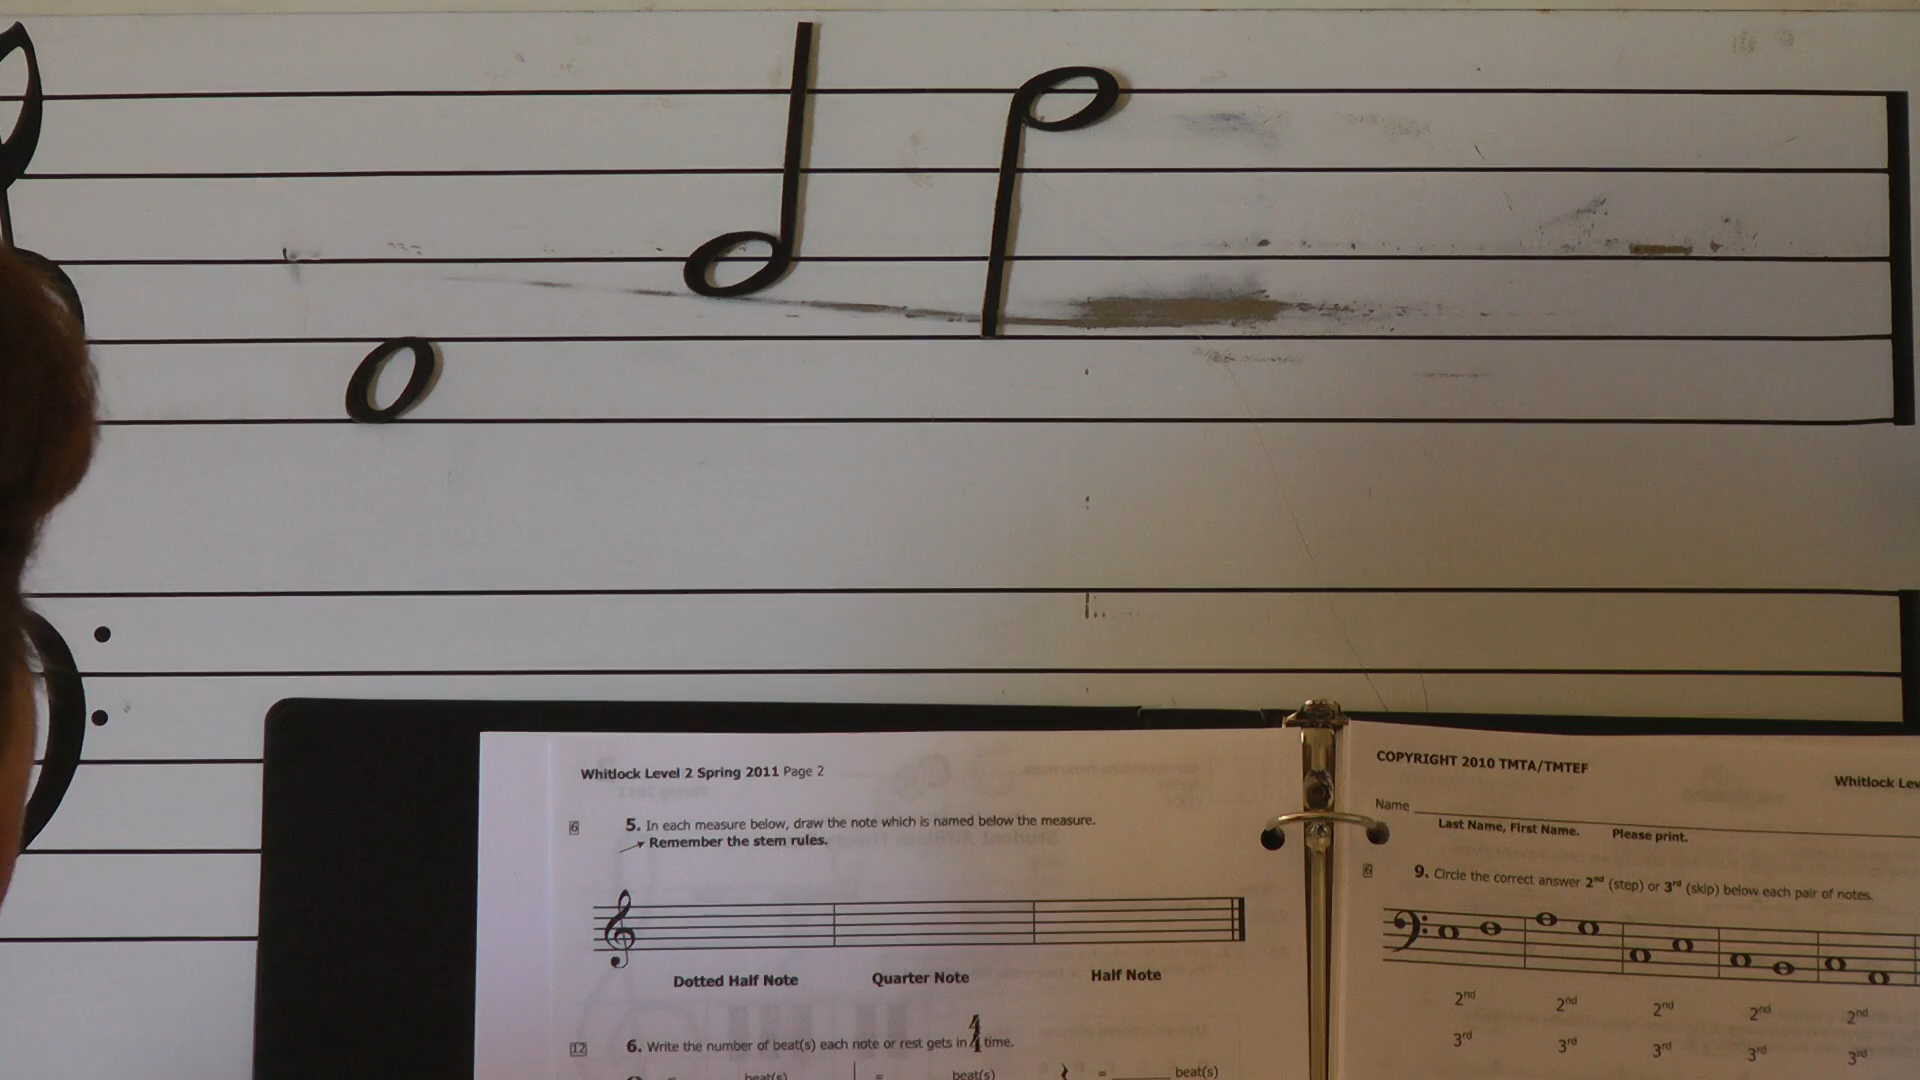 Whitlock Level 2 Spring 2011 Page 2
6
5. In each measure below, draw the note which is named below the measure.
Remember the stem rules.
Dotted Half Note Quarter Note Half Note
12
6. Write the number of beat(s) each note or rest gets in 4/4 time.
= ______ beat(s) = ______ beat(s) = ______ beat(s)
COPYRIGHT 2010 TMTA/TMTEF
Whitlock Lev
Name
Last Name, First Name. Please print.
6
9. Circle the correct answer 2nd (step) or 3rd (skip) below each pair of notes.
2nd 2nd 2nd 2nd 2nd
3rd 3rd 3rd 3rd 3rd